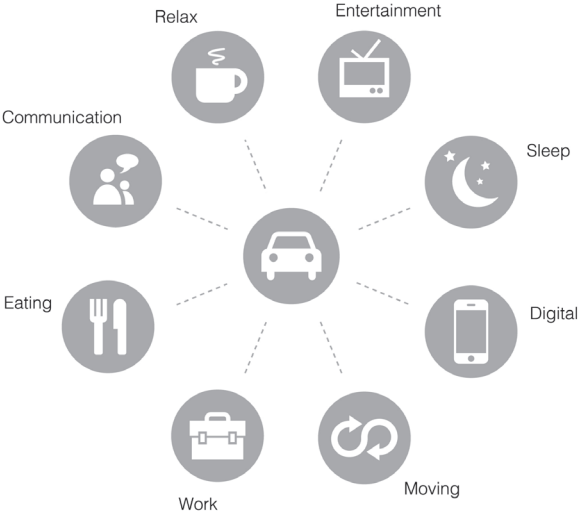 Relax
Entertainment
Communication
Sleep
Eating
Digital
Work
Moving